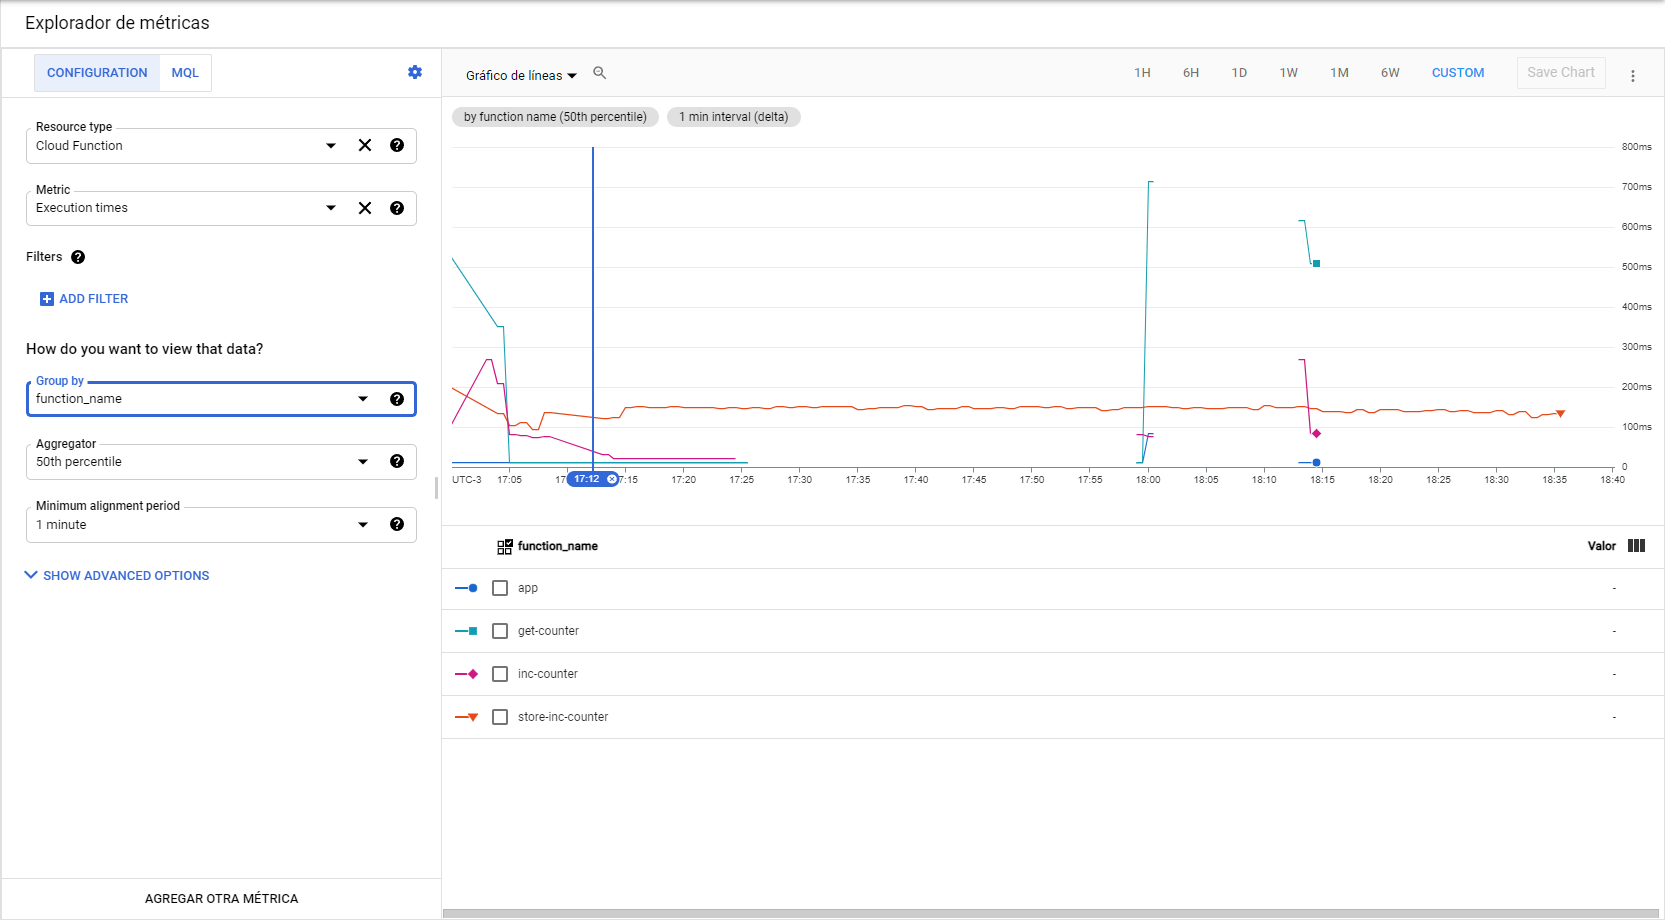 Explorador de métricas
CONFIGURATION
MQL
Resource type
Cloud Function
Metric
Execution times
Filters
ADD FILTER
How do you want to view that data?
Group by
function_name
Aggregator
50th percentile
Minimum alignment period
1 minute
SHOW ADVANCED OPTIONS
AGREGAR OTRA MÉTRICA
Gráfico de líneas
1H 6H 1D 1W 1M 6W CUSTOM Save Chart
by function name (50th percentile) 1 min interval (delta)
800ms
700ms
600ms
500ms
400ms
300ms
200ms
100ms
0
UTC-3 17:05 17 17:12 7:15 17:20 17:25 17:30 17:35 17:40 17:45 17:50 17:55 18:00 18:05 18:10 18:15 18:20 18:25 18:30 18:35 18:40
function_name Valor
app -
get-counter -
inc-counter -
store-inc-counter -